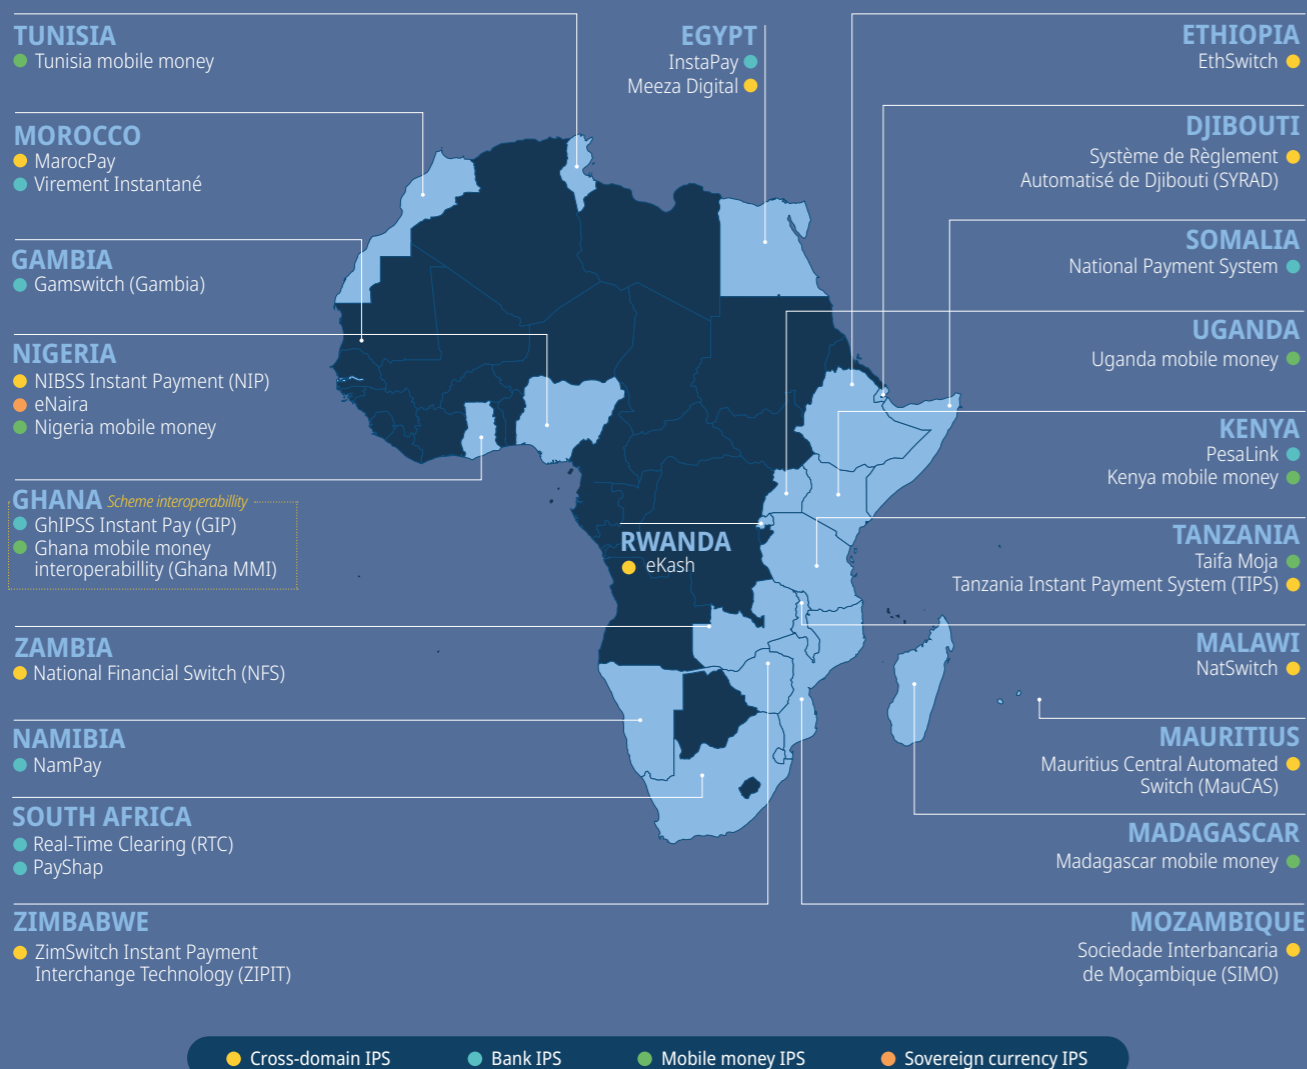 TUNISIA
Tunisia mobile money
MOROCCO
MarocPay
Virement Instantané
GAMBIA
Gamswitch (Gambia)
NIGERIA
NIBSS Instant Payment (NIP)
eNaira
Nigeria mobile money
GHANA Scheme interoperabillity
GhIPSS Instant Pay (GIP)
Ghana mobile money
interoperabillity (Ghana MMI)
ZAMBIA
National Financial Switch (NFS)
NAMIBIA
NamPay
SOUTH AFRICA
Real-Time Clearing (RTC)
PayShap
ZIMBABWE
ZimSwitch Instant Payment
Interchange Technology (ZIPIT)
EGYPT
InstaPay
Meeza Digital
RWANDA
eKash
ETHIOPIA
EthSwitch
DJIBOUTI
Système de Règlement
Automatisé de Djibouti (SYRAD)
SOMALIA
National Payment System
UGANDA
Uganda mobile money
KENYA
PesaLink
Kenya mobile money
TANZANIA
Taifa Moja
Tanzania Instant Payment System (TIPS)
MALAWI
NatSwitch
MAURITIUS
Mauritius Central Automated
Switch (MauCAS)
MADAGASCAR
Madagascar mobile money
MOZAMBIQUE
Sociedade Interbancaria
de Moçambique (SIMO)
Cross-domain IPS Bank IPS Mobile money IPS Sovereign currency IPS